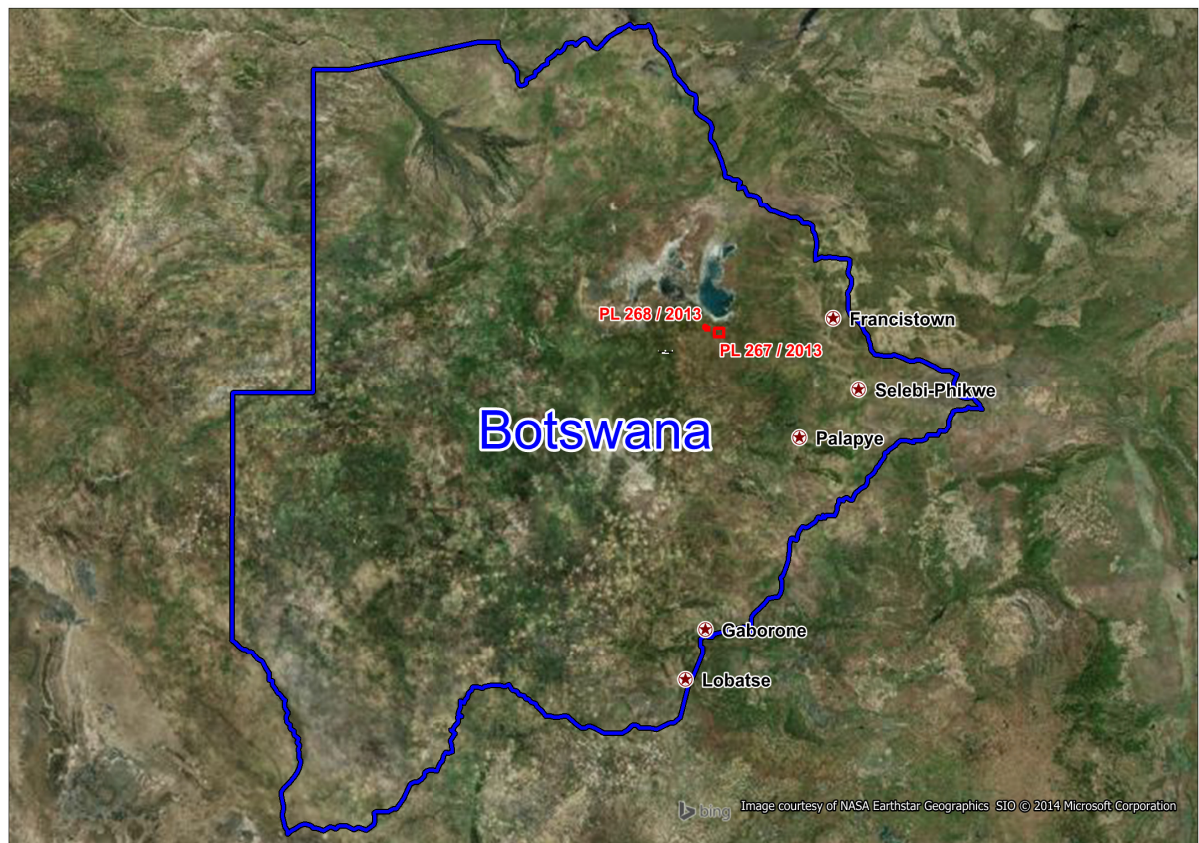 PL 268 / 2013
Francistown
PL 267 / 2013
Selebi-Phikwe
Botswana
Palapye
Gaborone
Lobatse
bing
Image courtesy of NASA Earthstar Geographics SIO © 2014 Microsoft Corporation